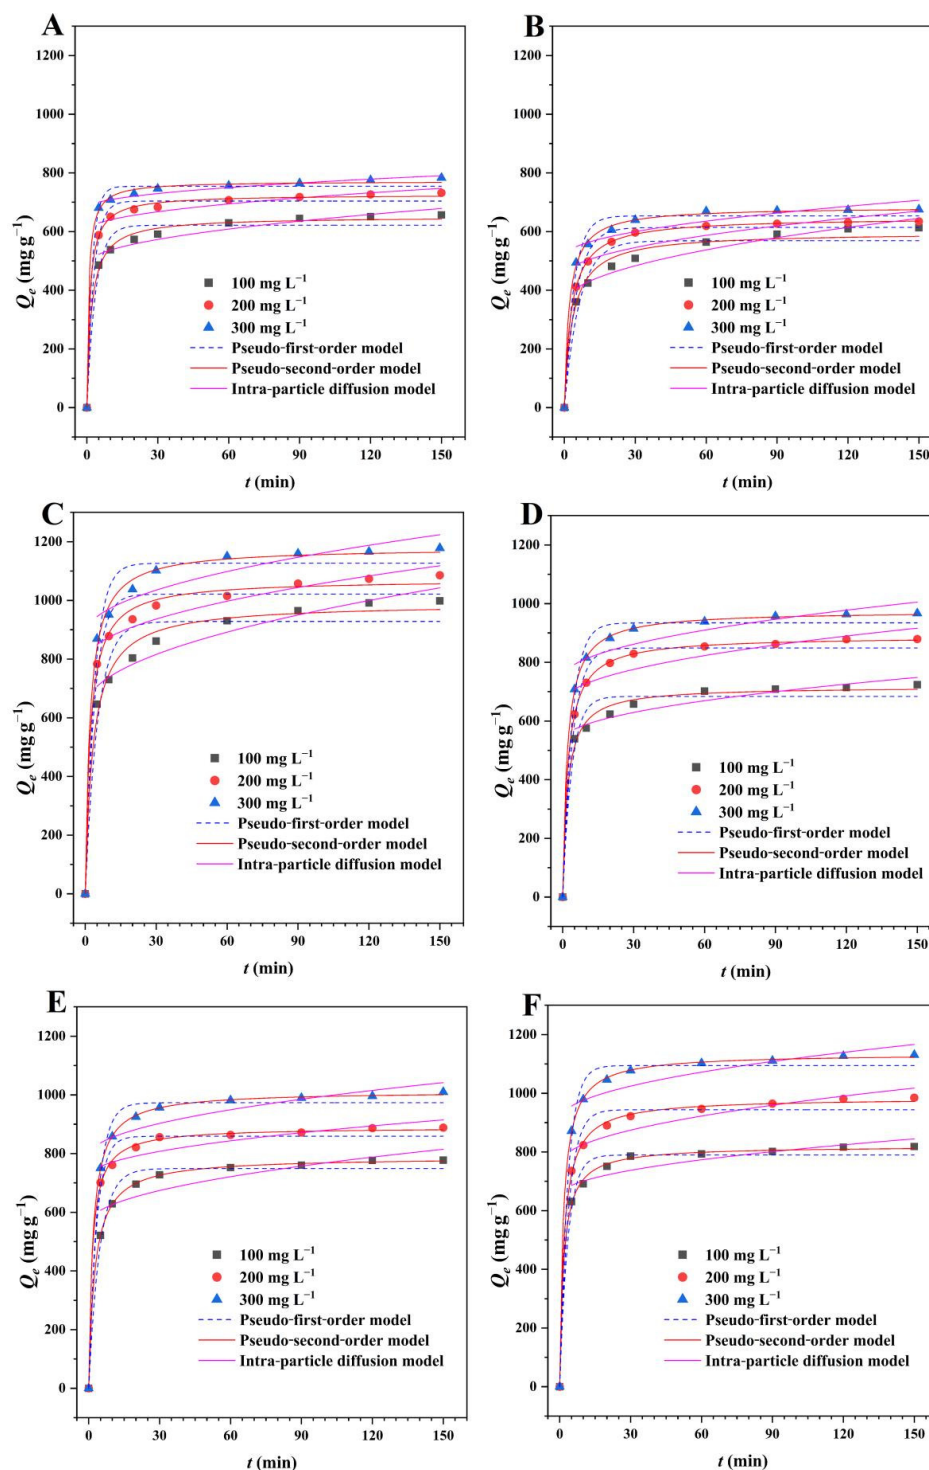 A
1200
1000
800
600
400
200
0
Qe (mg g⁻¹)
100 mg L⁻¹
200 mg L⁻¹
300 mg L⁻¹
Pseudo-first-order model
Pseudo-second-order model
Intra-particle diffusion model
0 30 60 90 120 150
t (min)
B
1200
1000
800
600
400
200
0
Qe (mg g⁻¹)
100 mg L⁻¹
200 mg L⁻¹
300 mg L⁻¹
Pseudo-first-order model
Pseudo-second-order model
Intra-particle diffusion model
0 30 60 90 120 150
t (min)
C
1200
1000
800
600
400
200
0
Qe (mg g⁻¹)
100 mg L⁻¹
200 mg L⁻¹
300 mg L⁻¹
Pseudo-first-order model
Pseudo-second-order model
Intra-particle diffusion model
0 30 60 90 120 150
t (min)
D
1200
1000
800
600
400
200
0
Qe (mg g⁻¹)
100 mg L⁻¹
200 mg L⁻¹
300 mg L⁻¹
Pseudo-first-order model
Pseudo-second-order model
Intra-particle diffusion model
0 30 60 90 120 150
t (min)
E
1200
1000
800
600
400
200
0
Qe (mg g⁻¹)
100 mg L⁻¹
200 mg L⁻¹
300 mg L⁻¹
Pseudo-first-order model
Pseudo-second-order model
Intra-particle diffusion model
0 30 60 90 120 150
t (min)
F
1200
1000
800
600
400
200
0
Qe (mg g⁻¹)
100 mg L⁻¹
200 mg L⁻¹
300 mg L⁻¹
Pseudo-first-order model
Pseudo-second-order model
Intra-particle diffusion model
0 30 60 90 120 150
t (min)